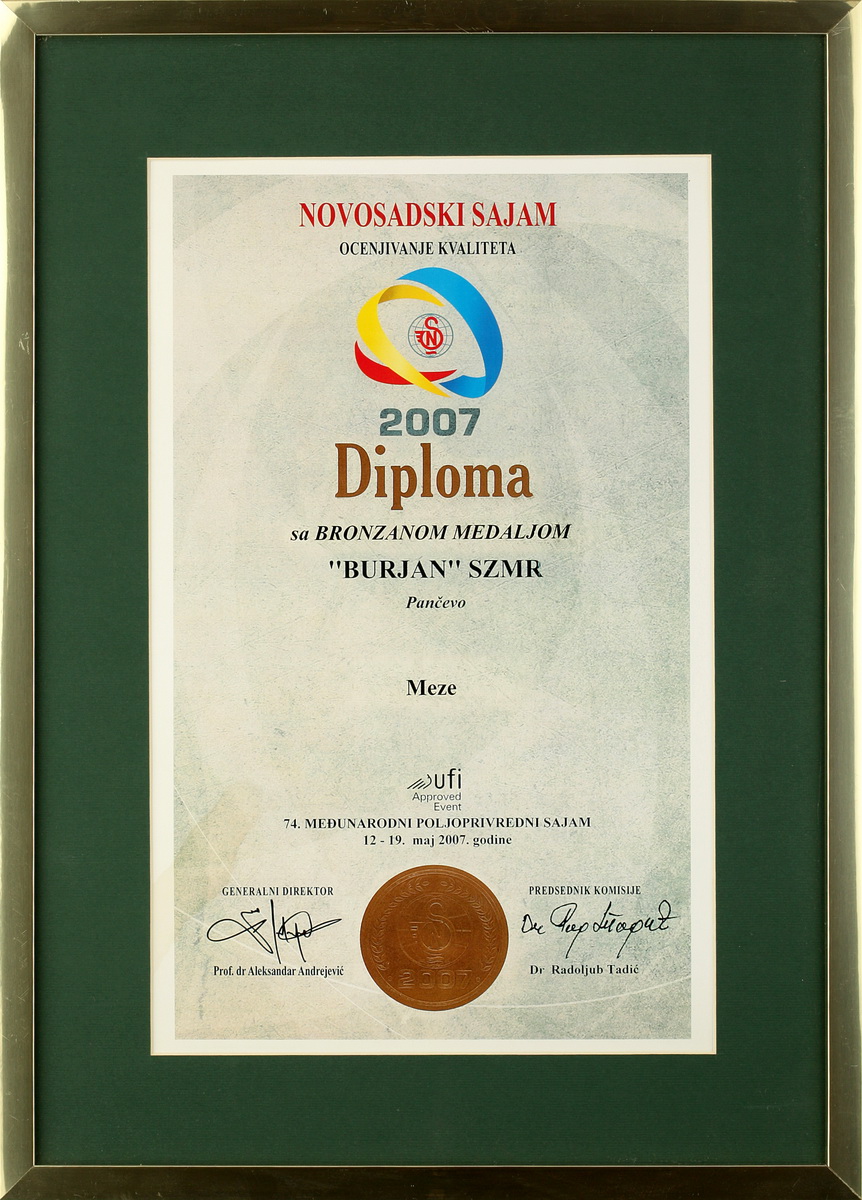 NOVOSADSKI SAJAM
OCENJIVANJE KVALITETA
2007
Diploma
sa BRONZANOM MEDALJOM
"BURJAN" SZMR
Pančevo
Meze
ufi
Approved
Event
74. MEĐUNARODNI POLJOPRIVREDNI SAJAM
12 - 19. maj 2007. godine
GENERALNI DIREKTOR
PREDSEDNIK KOMISIJE
2007
Prof. dr Aleksandar Andrejević
Dr Radoljub Tadić